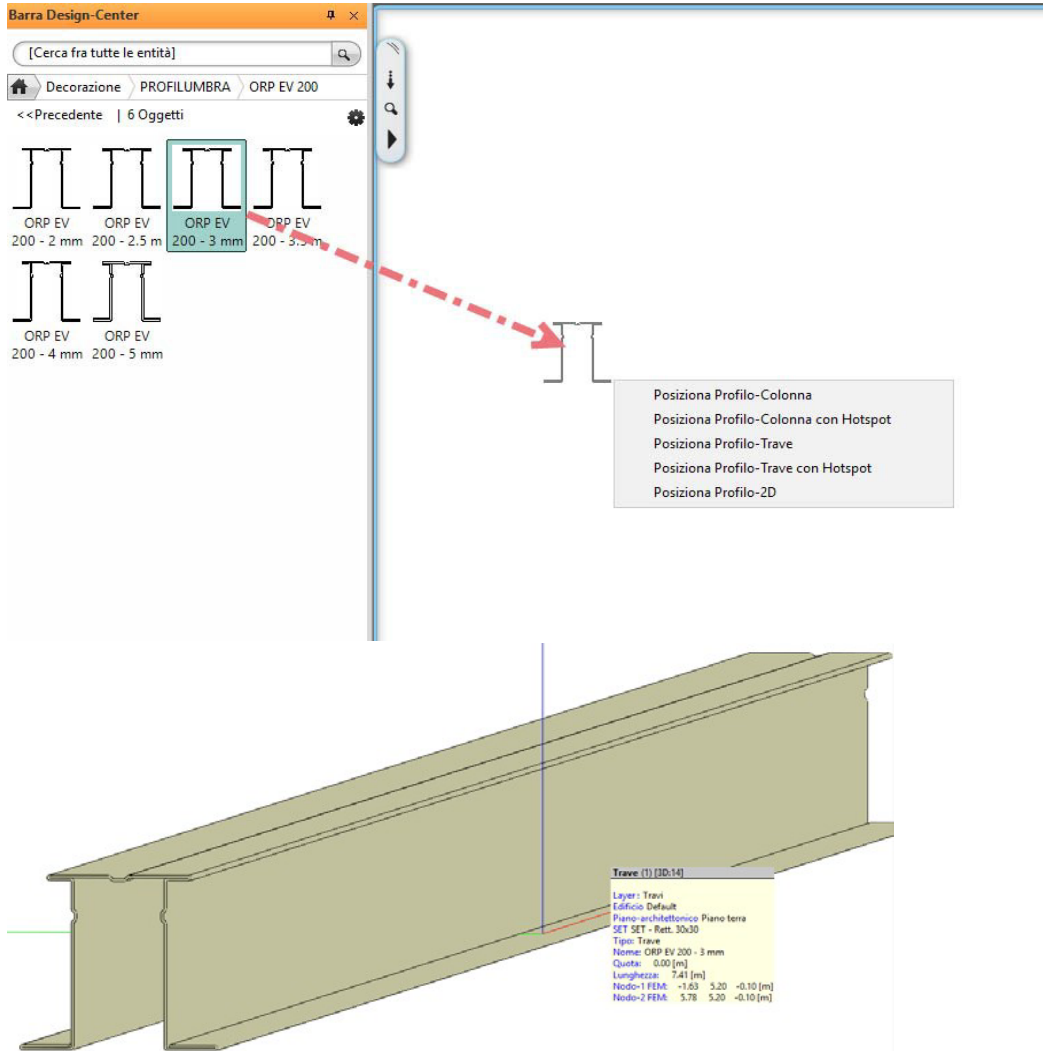 Barra Design-Center
[Cerca fra tutte le entità]
Decorazione PROFILUMBRA ORP EV 200
<<Precedente | 6 Oggetti
ORP EV ORP EV ORP EV ORP EV
200 - 2 mm 200 - 2.5 m 200 - 3 mm 200 - 3.5 m
ORP EV ORP EV
200 - 4 mm 200 - 5 mm
Posiziona Profilo-Colonna
Posiziona Profilo-Colonna con Hotspot
Posiziona Profilo-Trave
Posiziona Profilo-Trave con Hotspot
Posiziona Profilo-2D
Trave (1) [3D:14]
Layer: Travi
Edificio Default
Piano-architettonico Piano terra
SET SET - Rett. 30x30
Tipo: Trave
Nome: ORP EV 200 - 3 mm
Quota: 0.00 [m]
Lunghezza: 7.41 [m]
Nodo-1 FEM: -1.63 5.20 -0.10 [m]
Nodo-2 FEM: 5.78 5.20 -0.10 [m]